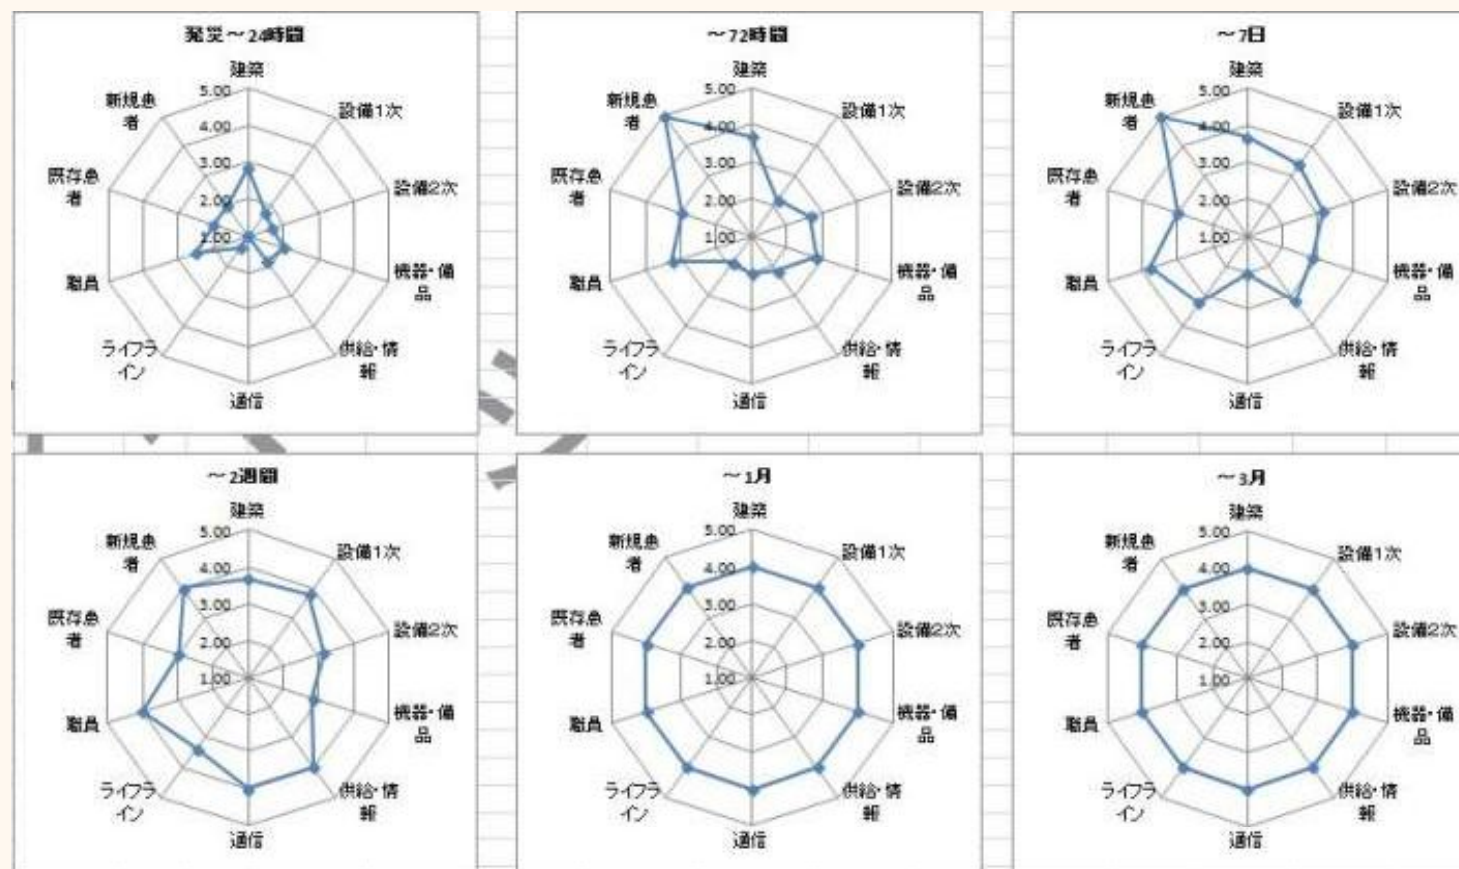 発災～24時間
建築
5.00
設備1次
新規患
者
4.00
3.00
既存患
者
設備2次
2.00
1.00
職員
機器・備
品
ライフラ
イン
供給・情
報
通信
～72時間
建築
5.00
設備1次
新規患
者
4.00
3.00
既存患
者
設備2次
2.00
1.00
職員
機器・備
品
ライフラ
イン
供給・情
報
通信
～7日
建築
5.00
設備1次
新規患
者
4.00
3.00
既存患
者
設備2次
2.00
1.00
職員
機器・備
品
ライフラ
イン
供給・情
報
通信
～2週間
建築
5.00
設備1次
新規患
者
4.00
3.00
既存患
者
設備2次
2.00
1.00
職員
機器・備
品
ライフラ
イン
供給・情
報
通信
～1月
建築
5.00
設備1次
新規患
者
4.00
3.00
既存患
者
設備2次
2.00
1.00
職員
機器・備
品
ライフラ
イン
供給・情
報
通信
～3月
建築
5.00
設備1次
新規患
者
4.00
3.00
既存患
者
設備2次
2.00
1.00
職員
機器・備
品
ライフラ
イン
供給・情
報
通信